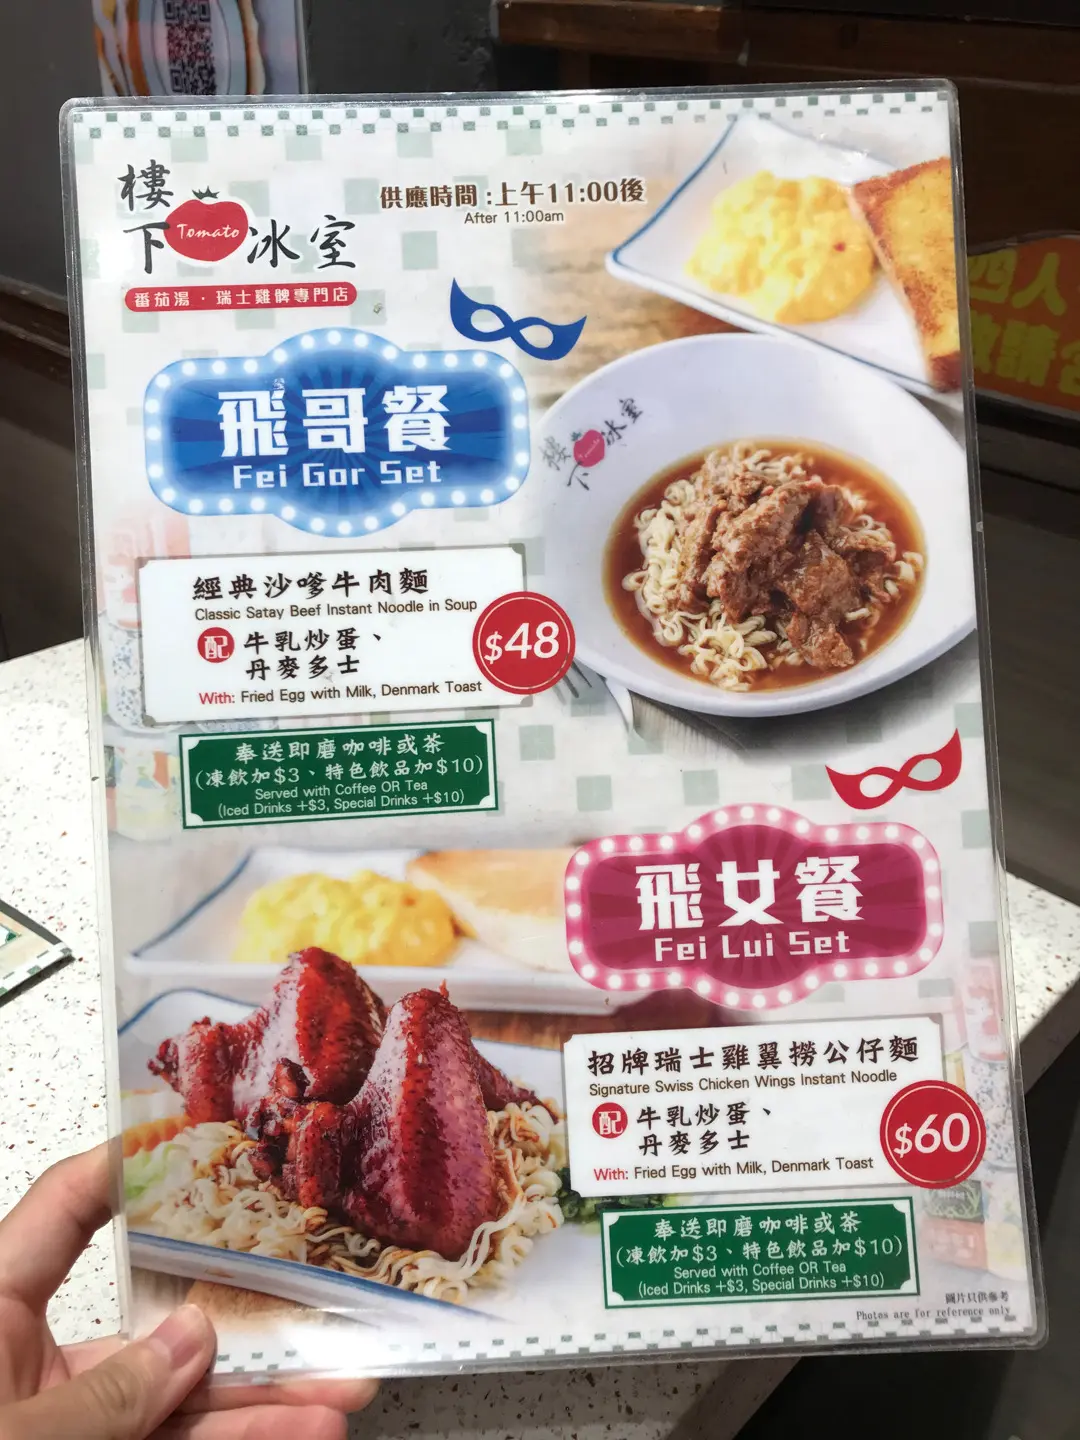 樓下冰室
Tomato
番茄湯·瑞士雞髀專門店
供應時間:上午11:00後
After 11:00am
飛哥餐
Fei Gor Set
樓下冰室
經典沙嗲牛肉麵
Classic Satay Beef Instant Noodle in Soup
配 牛乳炒蛋、
丹麥多士
With: Fried Egg with Milk, Denmark Toast
$48
奉送即磨咖啡或茶
(凍飲加$3、特色飲品加$10)
Served with Coffee OR Tea
(Iced Drinks +$3, Special Drinks +$10)
飛女餐
Fei Lui Set
招牌瑞士雞翼撈公仔麵
Signature Swiss Chicken Wings Instant Noodle
配 牛乳炒蛋、
丹麥多士
With: Fried Egg with Milk, Denmark Toast
$60
奉送即磨咖啡或茶
(凍飲加$3、特色飲品加$10)
Served with Coffee OR Tea
(Iced Drinks +$3, Special Drinks +$10)
圖片只供參考
Photos are for reference only
四人